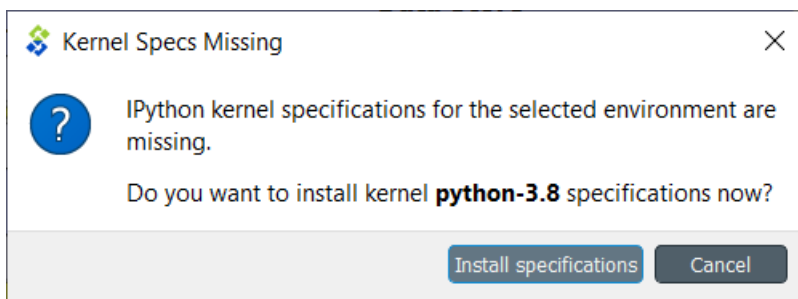 Kernel Specs Missing
?
IPython kernel specifications for the selected environment are
missing.
Do you want to install kernel python-3.8 specifications now?
Install specifications Cancel